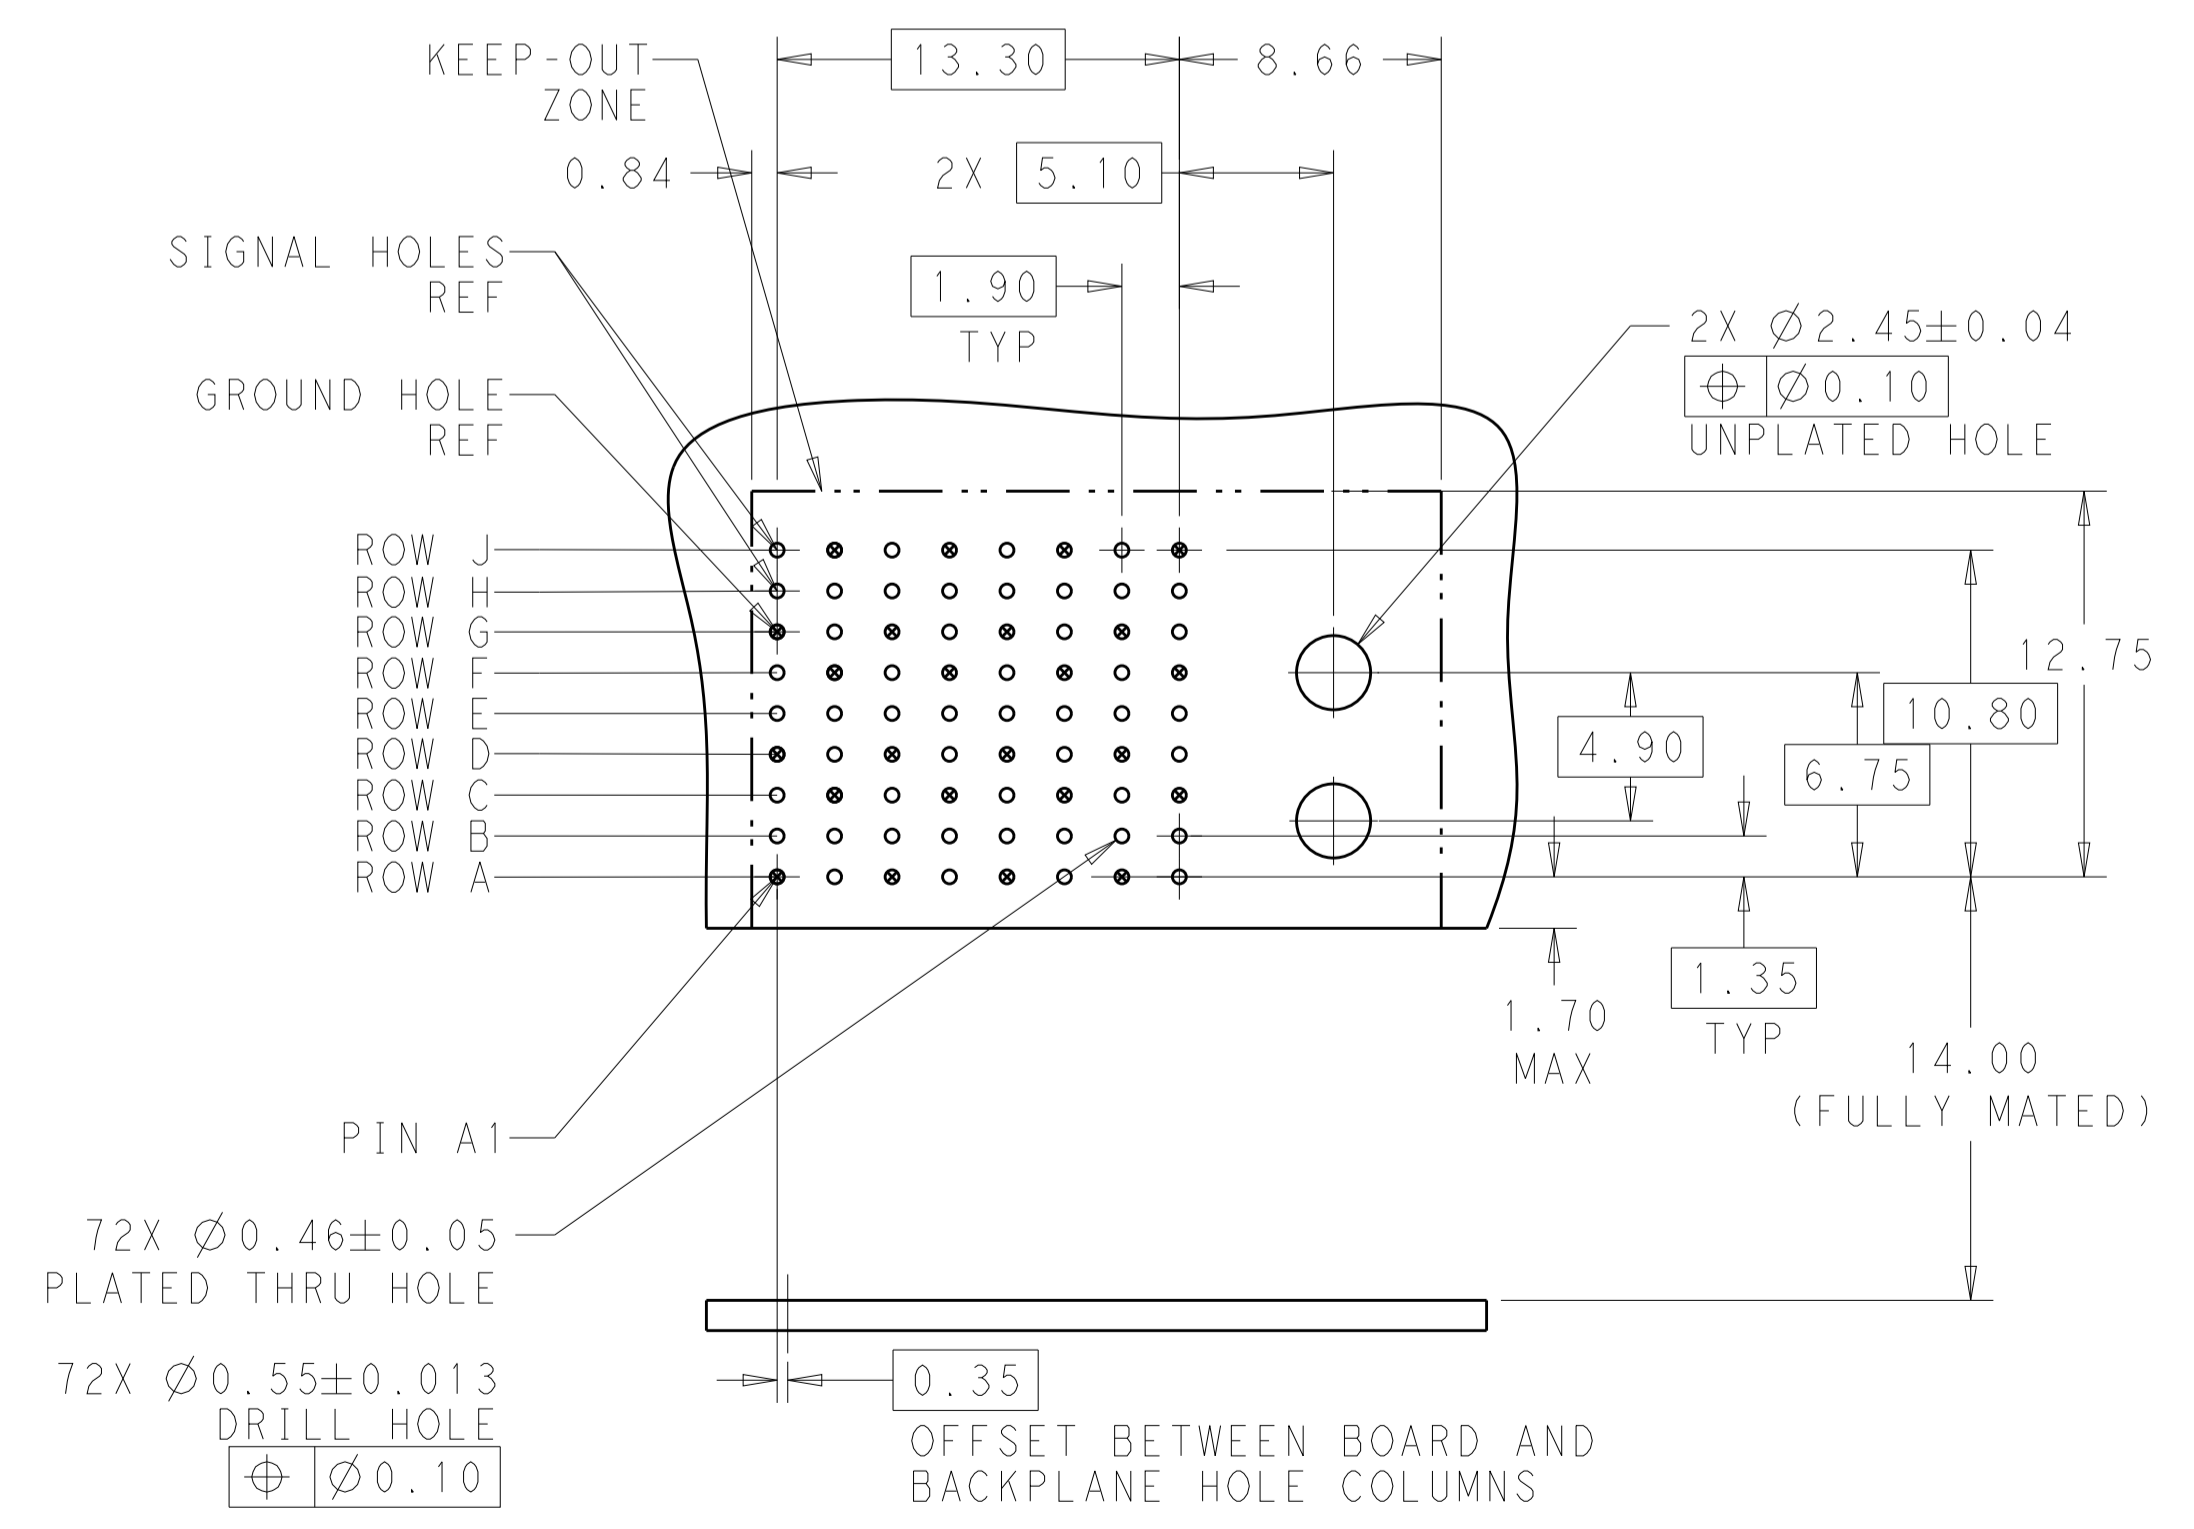 KEEP-OUT
ZONE
13.30
8.66
0.84
2X 5.10
SIGNAL HOLES
REF
1.90
TYP
GROUND HOLE
REF
2X Ø2.45±0.04
⌖ Ø0.10
UNPLATED HOLE
ROW J
ROW H
ROW G
ROW F
ROW E
ROW D
ROW C
ROW B
ROW A
12.75
10.80
4.90
6.75
1.35
TYP
1.70
MAX
14.00
(FULLY MATED)
PIN A1
72X Ø0.46±0.05
PLATED THRU HOLE
72X Ø0.55±0.013
DRILL HOLE
⌖ Ø0.10
0.35
OFFSET BETWEEN BOARD AND
BACKPLANE HOLE COLUMNS